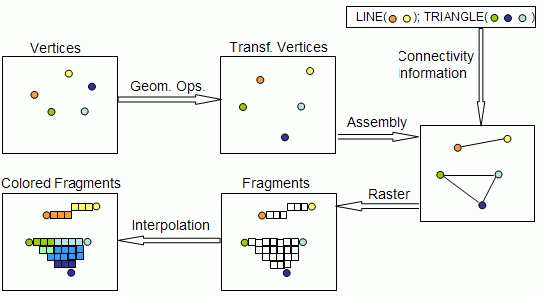 LINE( ); TRIANGLE( )
Vertices
Transf. Vertices
Connectivity
information
Geom. Ops.
Assembly
Colored Fragments
Fragments
Raster
Interpolation